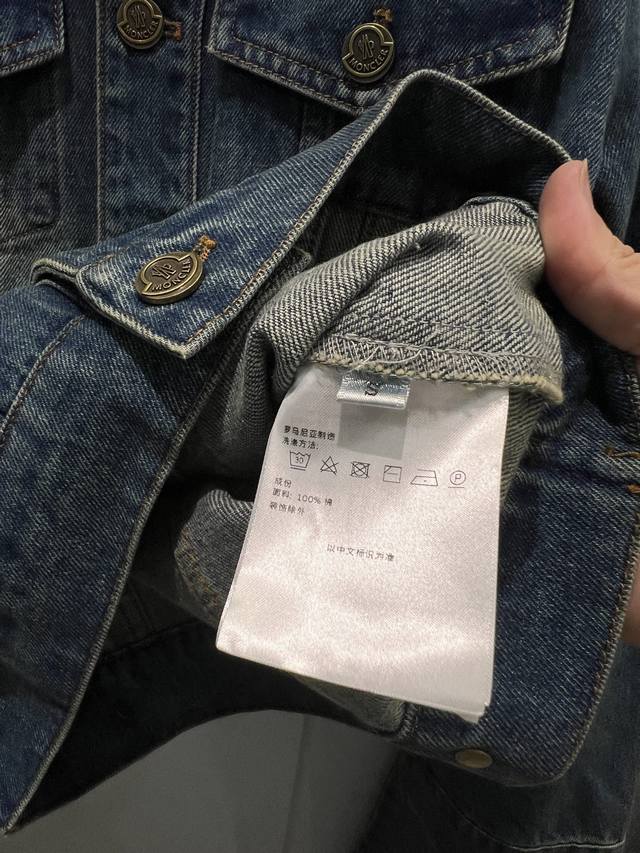 MONCLER
MONCLER
MONCLER
S
罗马尼亚制造
洗涤方法:
30
P
成份
面料: 100% 棉
装饰除外
以中文标识为准